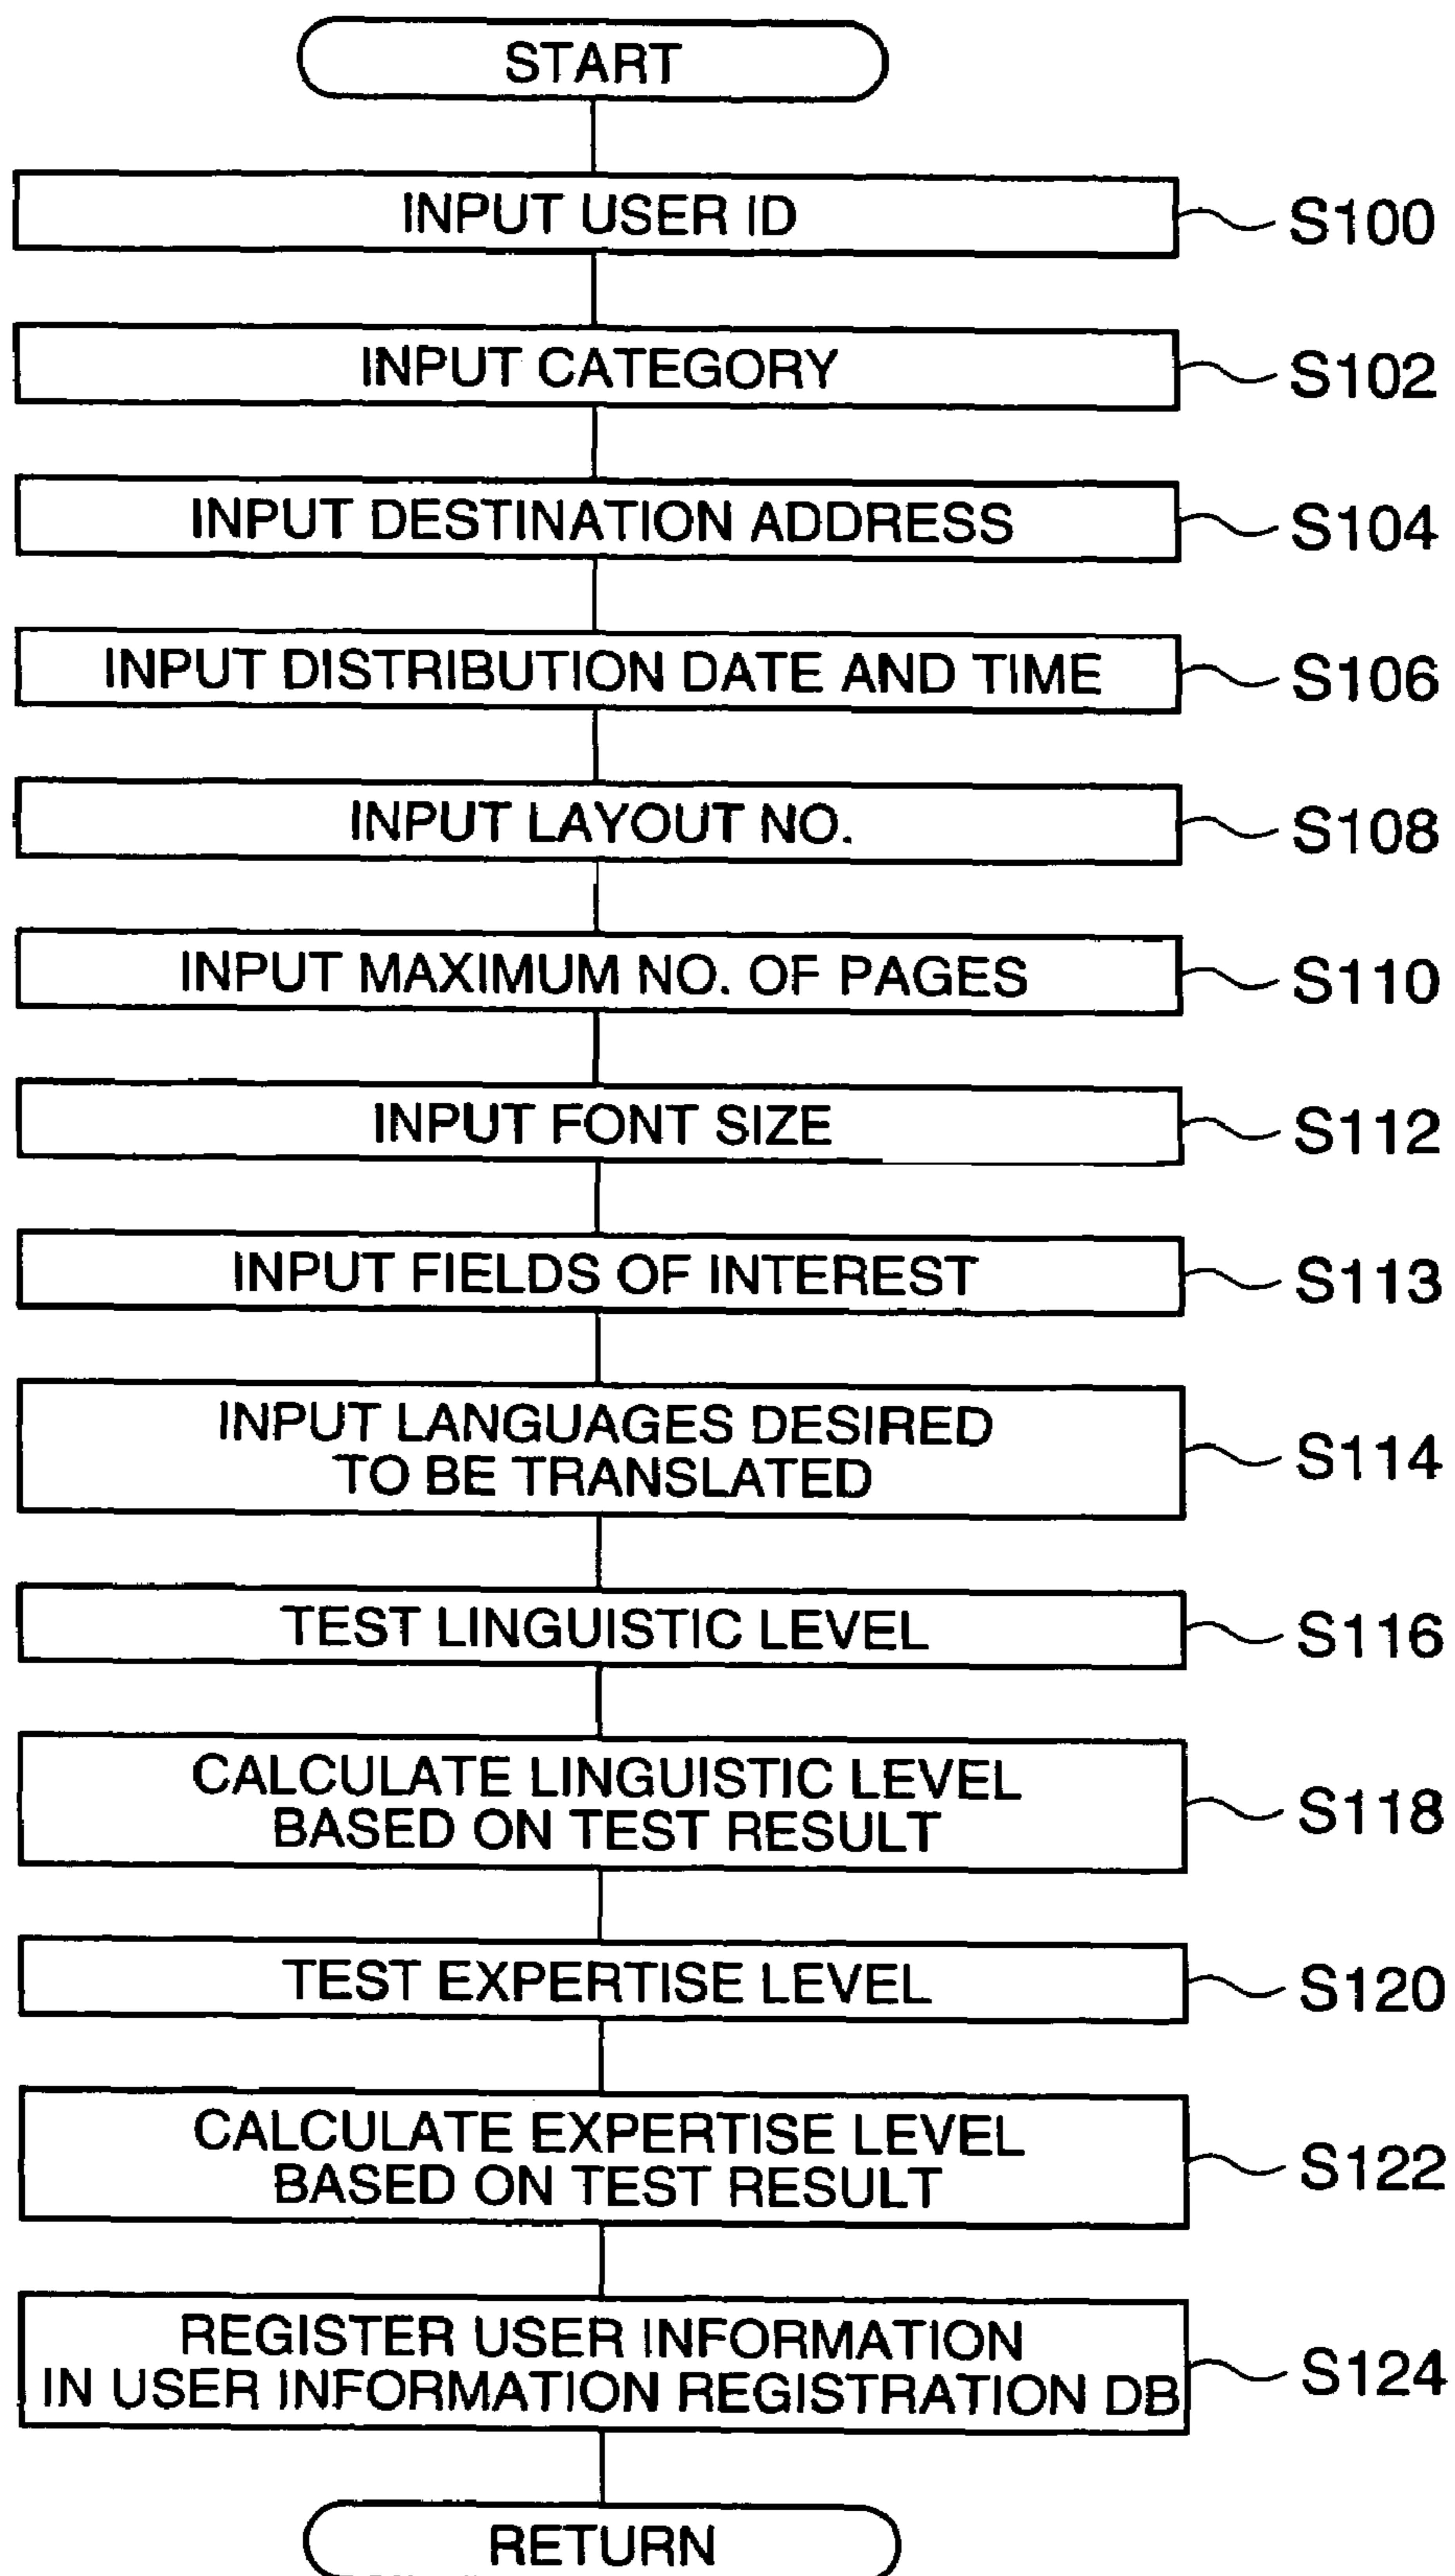 START
INPUT USER ID
S100
INPUT CATEGORY
S102
INPUT DESTINATION ADDRESS
S104
INPUT DISTRIBUTION DATE AND TIME
S106
INPUT LAYOUT NO.
S108
INPUT MAXIMUM NO. OF PAGES
S110
INPUT FONT SIZE
S112
INPUT FIELDS OF INTEREST
S113
INPUT LANGUAGES DESIRED
TO BE TRANSLATED
S114
TEST LINGUISTIC LEVEL
S116
CALCULATE LINGUISTIC LEVEL
BASED ON TEST RESULT
S118
TEST EXPERTISE LEVEL
S120
CALCULATE EXPERTISE LEVEL
BASED ON TEST RESULT
S122
REGISTER USER INFORMATION
IN USER INFORMATION REGISTRATION DB
S124
RETURN